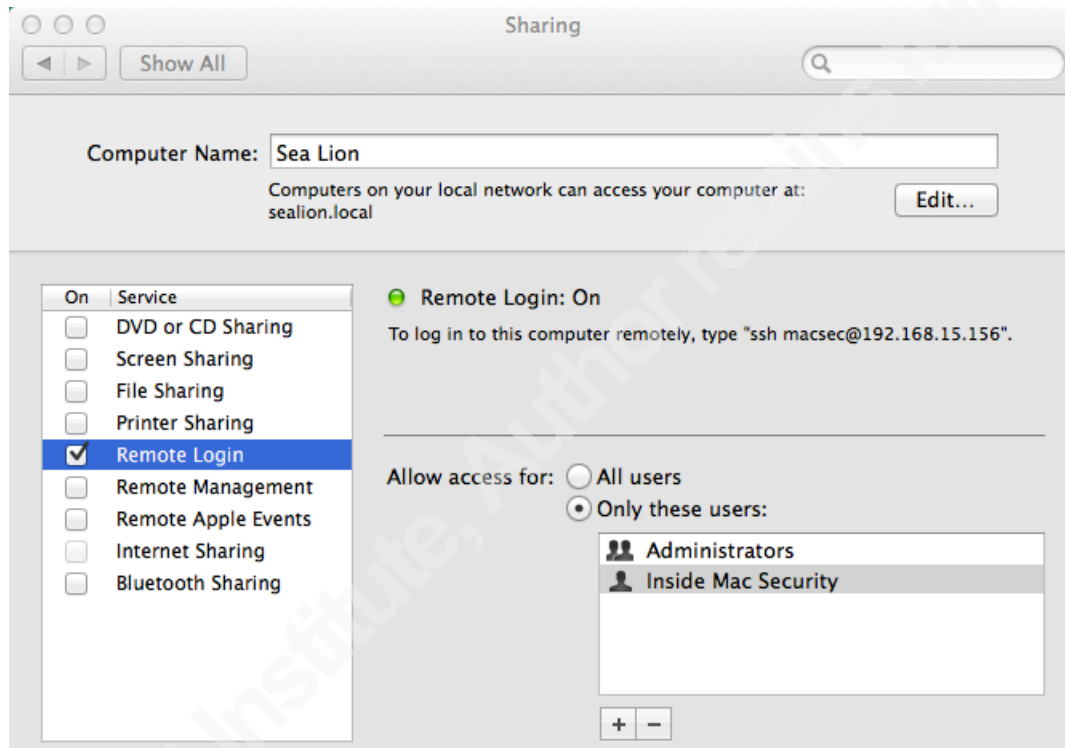 Sharing
Show All
Computer Name: Sea Lion
Computers on your local network can access your computer at:
sealion.local
Edit...
On Service
DVD or CD Sharing
Screen Sharing
File Sharing
Printer Sharing
Remote Login
Remote Management
Remote Apple Events
Internet Sharing
Bluetooth Sharing
Remote Login: On
To log in to this computer remotely, type "ssh macsec@192.168.15.156".
Allow access for: All users
Only these users:
Administrators
Inside Mac Security
+ −
Institute, Author retains